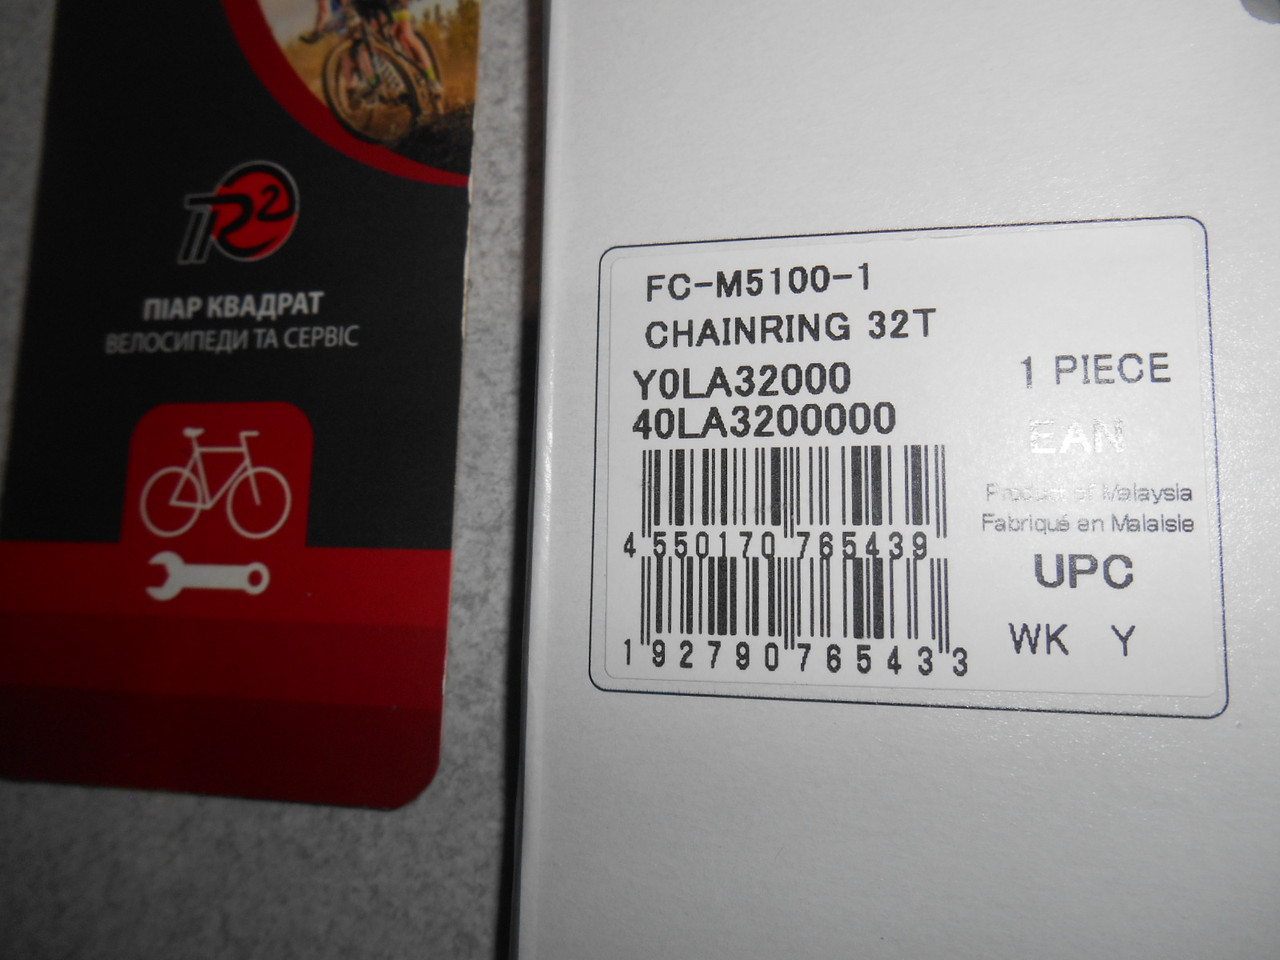 R²
ПІАР КВАДРАТ
ВЕЛОСИПЕДИ ТА СЕРВІС
FC-M5100-1
CHAINRING 32T
Y0LA32000
1 PIECE
40LA3200000
EAN
Product of Malaysia
Fabriqué en Malaisie
4 550170 765439
UPC
WK Y
1 92790 76543 3